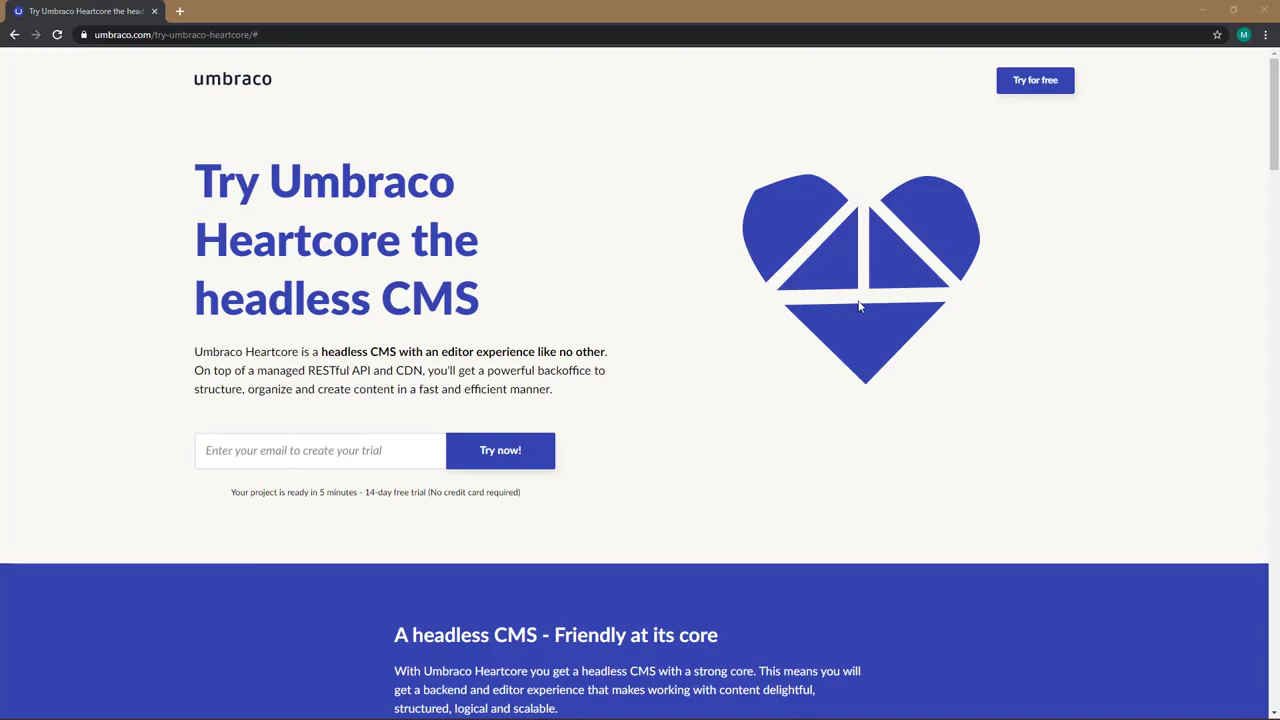 Try Umbraco Heartcore the head
umbraco.com/try-umbraco-heartcore/#
M
umbraco
Try for free
Try Umbraco
Heartcore the
headless CMS
Umbraco Heartcore is a headless CMS with an editor experience like no other.
On top of a managed RESTful API and CDN, you'll get a powerful backoffice to
structure, organize and create content in a fast and efficient manner.
Enter your email to create your trial
Try now!
Your project is ready in 5 minutes - 14-day free trial (No credit card required)
A headless CMS - Friendly at its core
With Umbraco Heartcore you get a headless CMS with a strong core. This means you will
get a backend and editor experience that makes working with content delightful,
structured, logical and scalable.